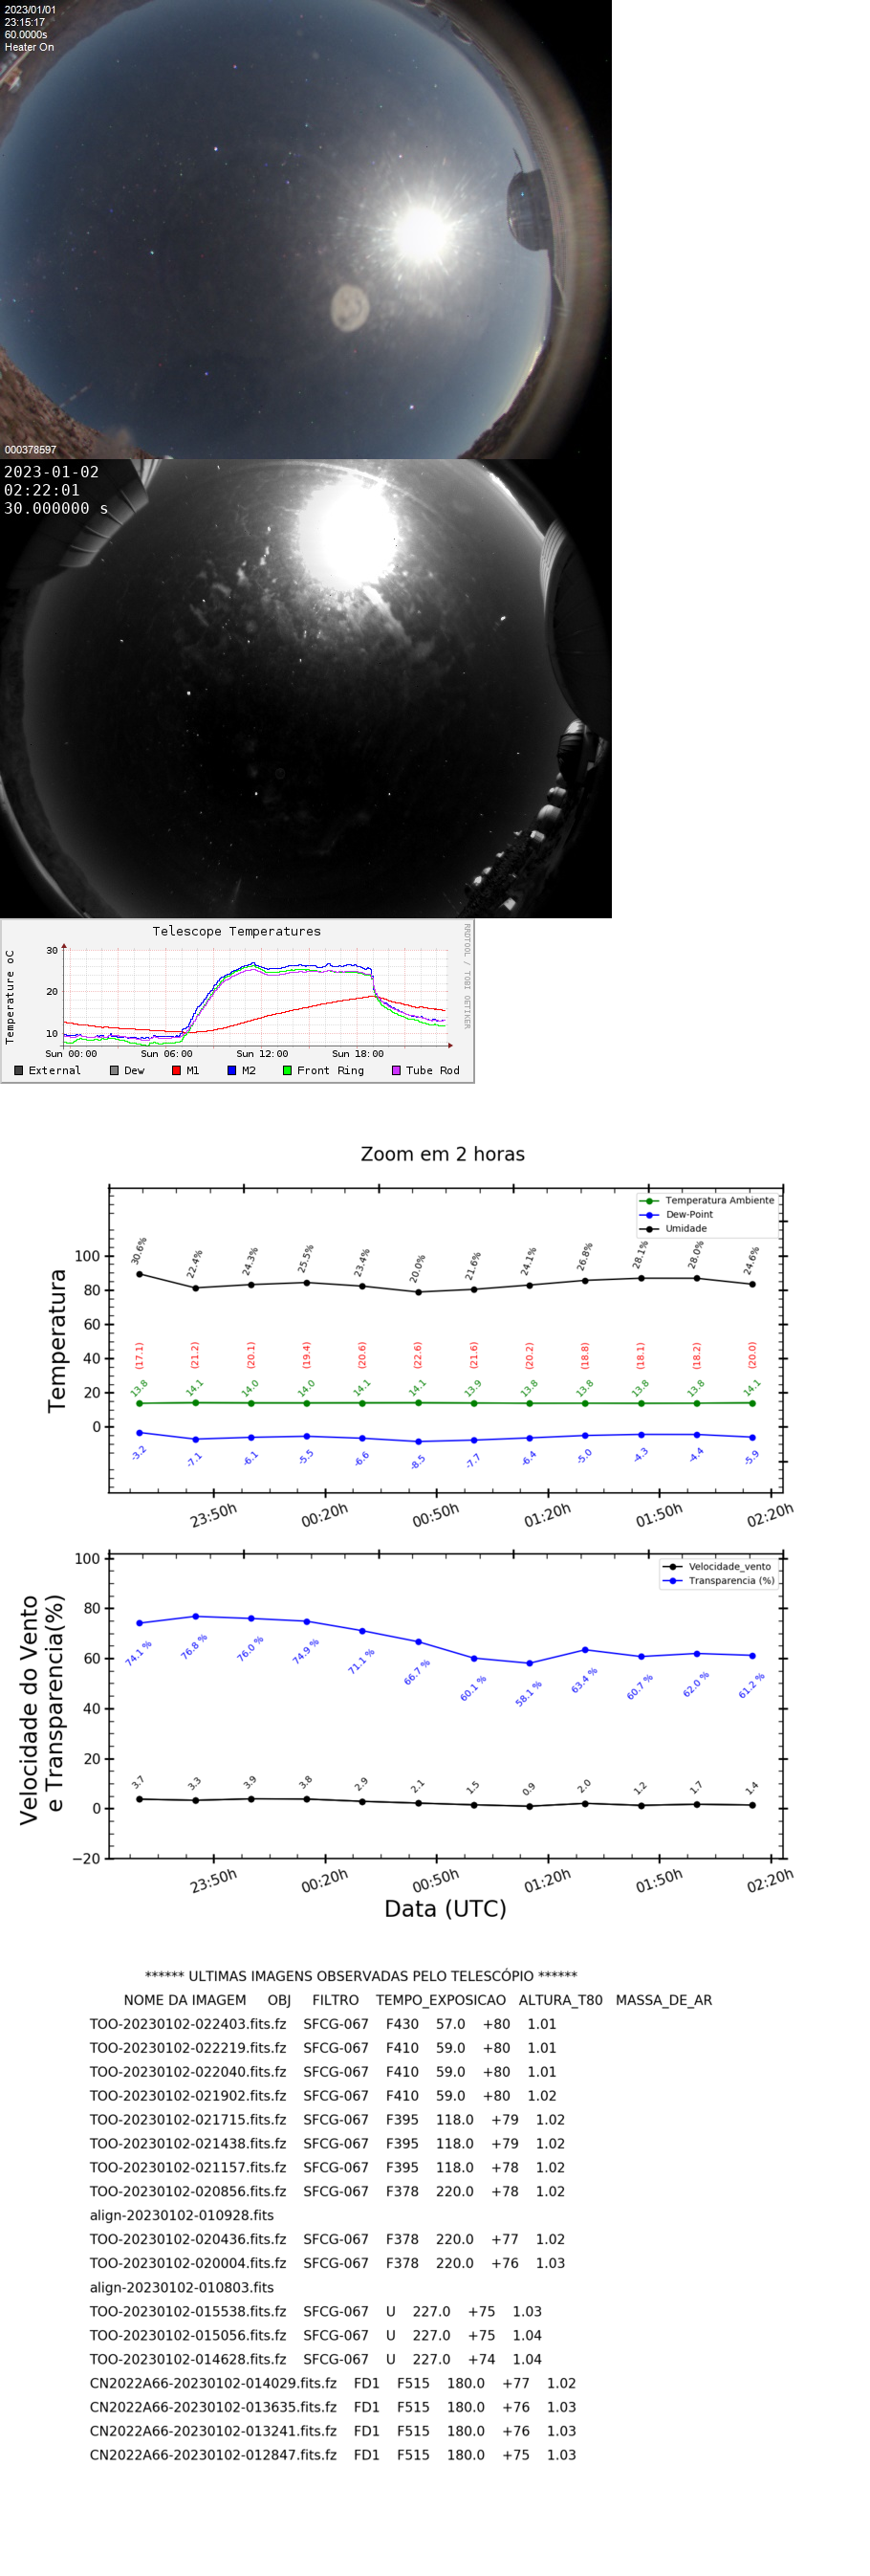 2023/01/01
23:15:17
60.0000s
Heater On
000378597
2023-01-02
02:22:01
30.000000 s
Telescope Temperatures
RRDTOOL / TOBI OETIKER
Temperature oC
30
20
10
Sun 00:00 Sun 06:00 Sun 12:00 Sun 18:00
External Dew M1 M2 Front Ring Tube Rod
Zoom em 2 horas
Temperatura Ambiente
Dew-Point
Umidade
Temperatura
100
80
60
40
20
0
30.6% 22.4% 24.3% 25.5% 23.4% 20.0% 21.6% 24.1% 26.8% 28.1% 28.0% 24.6%
(17.1) (21.2) (20.1) (19.4) (20.6) (22.6) (21.6) (20.2) (18.8) (18.1) (18.2) (20.0)
13.8 14.1 14.0 14.0 14.1 14.1 13.9 13.8 13.8 13.8 13.8 14.1
-3.2 -7.1 -6.1 -5.5 -6.6 -8.5 -7.7 -6.4 -5.0 -4.3 -4.4 -5.9
23:50h 00:20h 00:50h 01:20h 01:50h 02:20h
Velocidade_vento
Transparencia (%)
Velocidade do Vento
e Transparencia(%)
100
80
60
40
20
0
−20
74.1 % 76.8 % 76.0 % 74.9 % 71.1 % 66.7 % 60.1 % 58.1 % 63.4 % 60.7 % 62.0 % 61.2 %
3.7 3.3 3.9 3.8 2.9 2.1 1.5 0.9 2.0 1.2 1.7 1.4
23:50h 00:20h 00:50h 01:20h 01:50h 02:20h
Data (UTC)
****** ULTIMAS IMAGENS OBSERVADAS PELO TELESCÓPIO ******
NOME DA IMAGEM OBJ FILTRO TEMPO_EXPOSICAO ALTURA_T80 MASSA_DE_AR
TOO-20230102-022403.fits.fz SFCG-067 F430 57.0 +80 1.01
TOO-20230102-022219.fits.fz SFCG-067 F410 59.0 +80 1.01
TOO-20230102-022040.fits.fz SFCG-067 F410 59.0 +80 1.01
TOO-20230102-021902.fits.fz SFCG-067 F410 59.0 +80 1.02
TOO-20230102-021715.fits.fz SFCG-067 F395 118.0 +79 1.02
TOO-20230102-021438.fits.fz SFCG-067 F395 118.0 +79 1.02
TOO-20230102-021157.fits.fz SFCG-067 F395 118.0 +78 1.02
TOO-20230102-020856.fits.fz SFCG-067 F378 220.0 +78 1.02
align-20230102-010928.fits
TOO-20230102-020436.fits.fz SFCG-067 F378 220.0 +77 1.02
TOO-20230102-020004.fits.fz SFCG-067 F378 220.0 +76 1.03
align-20230102-010803.fits
TOO-20230102-015538.fits.fz SFCG-067 U 227.0 +75 1.03
TOO-20230102-015056.fits.fz SFCG-067 U 227.0 +75 1.04
TOO-20230102-014628.fits.fz SFCG-067 U 227.0 +74 1.04
CN2022A66-20230102-014029.fits.fz FD1 F515 180.0 +77 1.02
CN2022A66-20230102-013635.fits.fz FD1 F515 180.0 +76 1.03
CN2022A66-20230102-013241.fits.fz FD1 F515 180.0 +76 1.03
CN2022A66-20230102-012847.fits.fz FD1 F515 180.0 +75 1.03